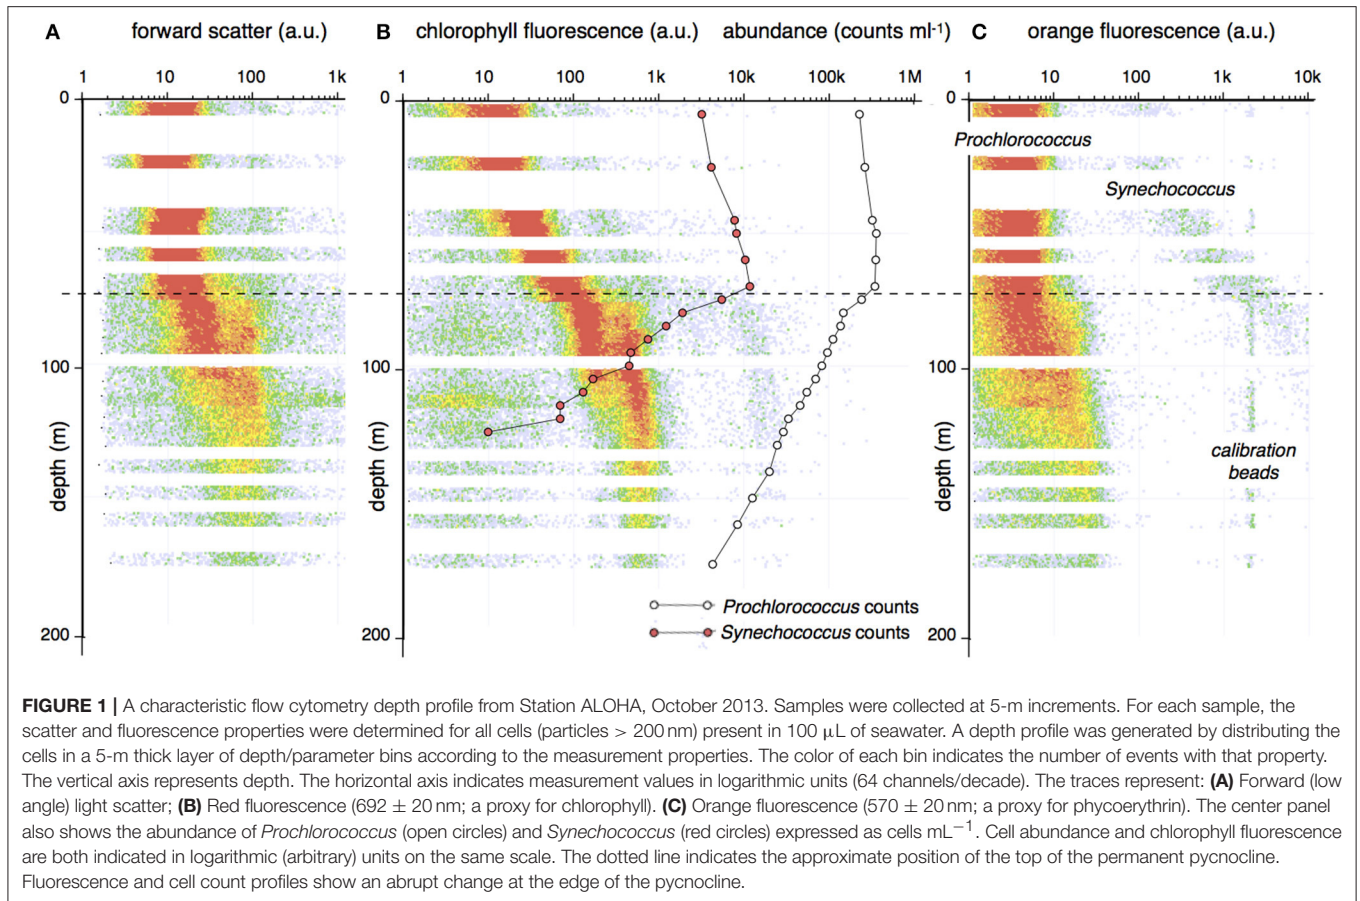 A forward scatter (a.u.) B chlorophyll fluorescence (a.u.) abundance (counts ml-1) C orange fluorescence (a.u.)
1 10 100 1k 1 10 100 1k 10k 100k 1M 1 10 100 1k 10k
0 0 0
Prochlorococcus
Synechococcus
100 100 100
depth (m) depth (m) depth (m)
calibration
beads
Prochlorococcus counts
Synechococcus counts
200 200 200
FIGURE 1 | A characteristic flow cytometry depth profile from Station ALOHA, October 2013. Samples were collected at 5-m increments. For each sample, the
scatter and fluorescence properties were determined for all cells (particles > 200 nm) present in 100 μL of seawater. A depth profile was generated by distributing the
cells in a 5-m thick layer of depth/parameter bins according to the measurement properties. The color of each bin indicates the number of events with that property.
The vertical axis represents depth. The horizontal axis indicates measurement values in logarithmic units (64 channels/decade). The traces represent: (A) Forward (low
angle) light scatter; (B) Red fluorescence (692 ± 20 nm; a proxy for chlorophyll). (C) Orange fluorescence (570 ± 20 nm; a proxy for phycoerythrin). The center panel
also shows the abundance of Prochlorococcus (open circles) and Synechococcus (red circles) expressed as cells mL−1. Cell abundance and chlorophyll fluorescence
are both indicated in logarithmic (arbitrary) units on the same scale. The dotted line indicates the approximate position of the top of the permanent pycnocline.
Fluorescence and cell count profiles show an abrupt change at the edge of the pycnocline.